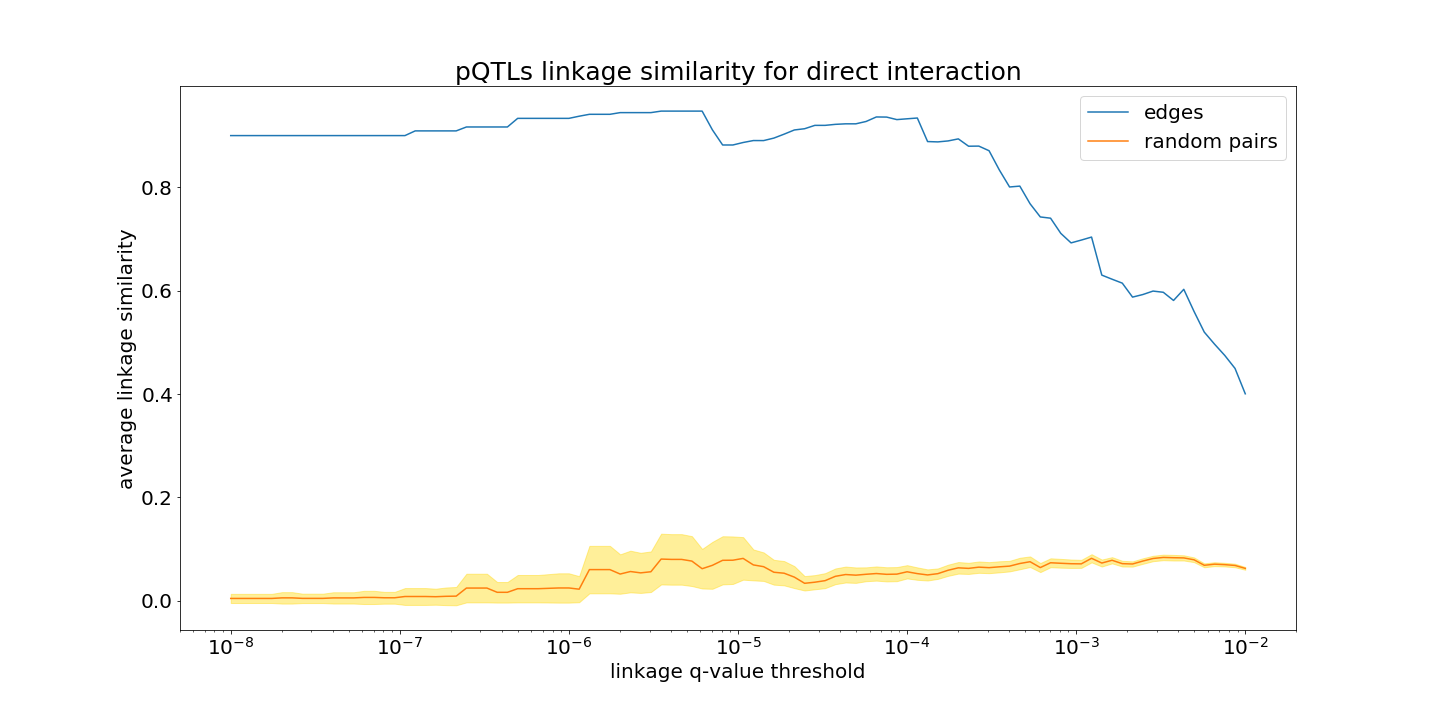 pQTLs linkage similarity for direct interaction
edges
random pairs
average linkage similarity
0.8
0.6
0.4
0.2
0.0
10⁻⁸ 10⁻⁷ 10⁻⁶ 10⁻⁵ 10⁻⁴ 10⁻³ 10⁻²
linkage q-value threshold